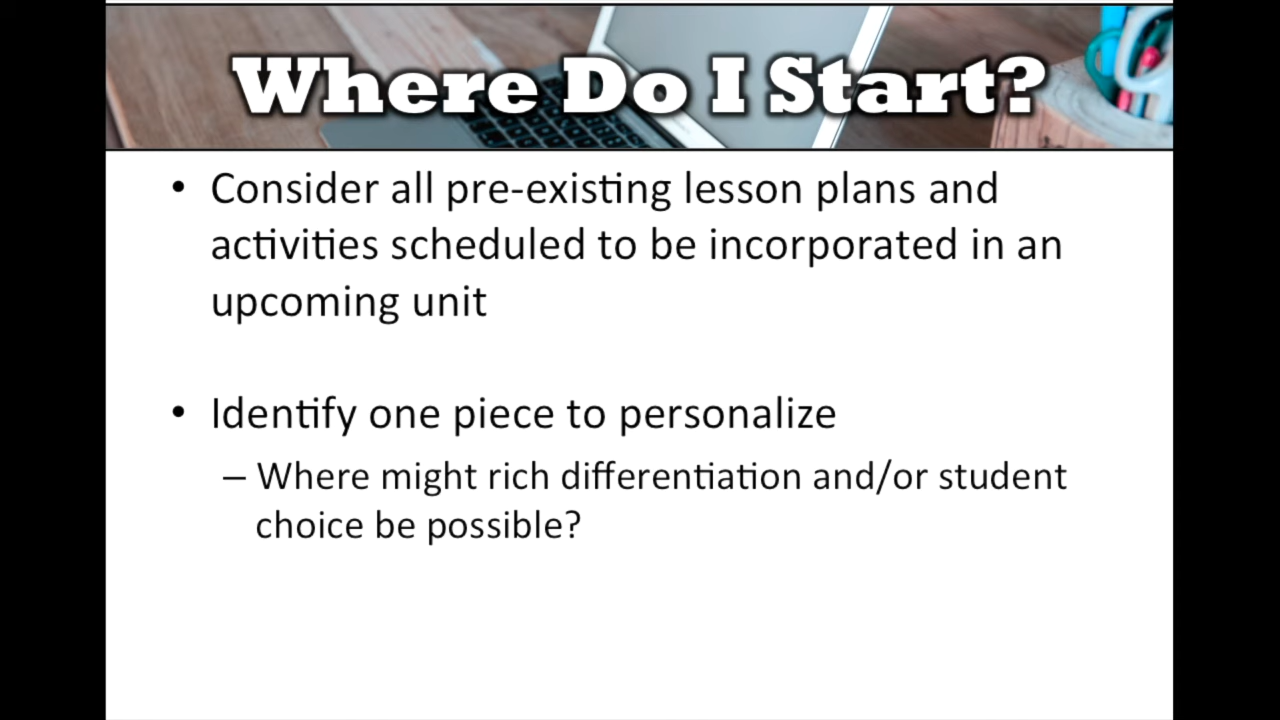 Where Do I Start?
• Consider all pre-existing lesson plans and
activities scheduled to be incorporated in an
upcoming unit
• Identify one piece to personalize
– Where might rich differentiation and/or student
choice be possible?